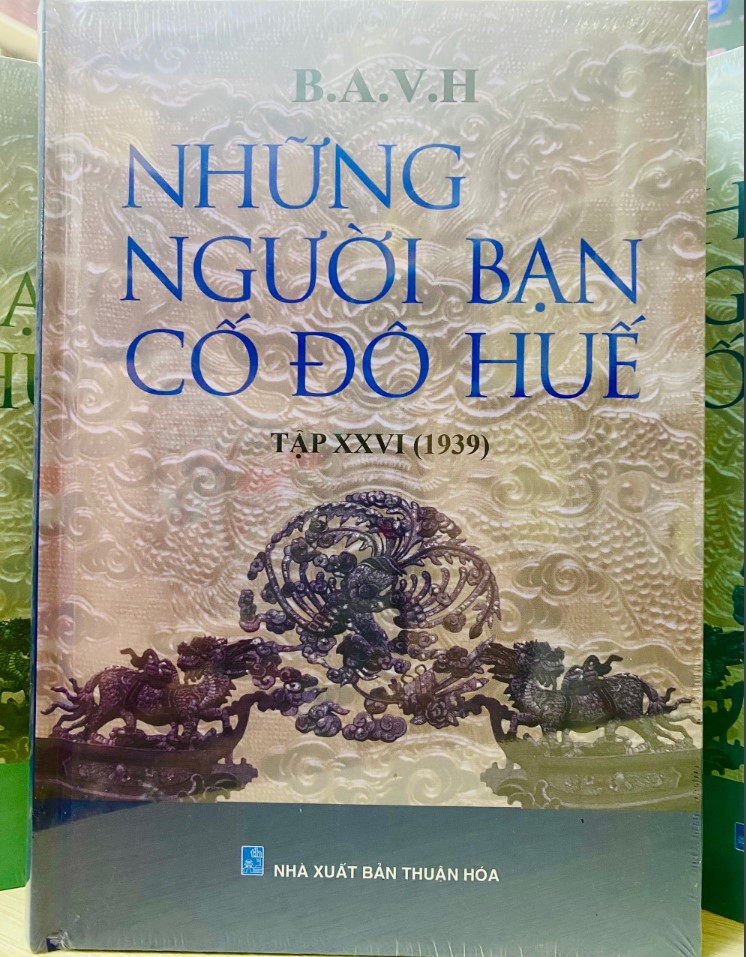 B.A.V.H
NHỮNG
NGƯỜI BẠN
CỐ ĐÔ HUẾ
TẬP XXVI (1939)
NHÀ XUẤT BẢN THUẬN HÓA